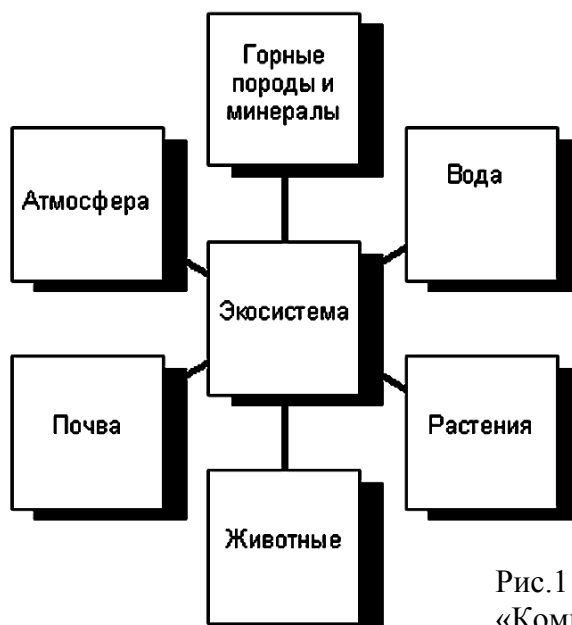 Горные
породы и
минералы
Атмосфера
Вода
Экосистема
Почва
Растения
Животные
Рис.1